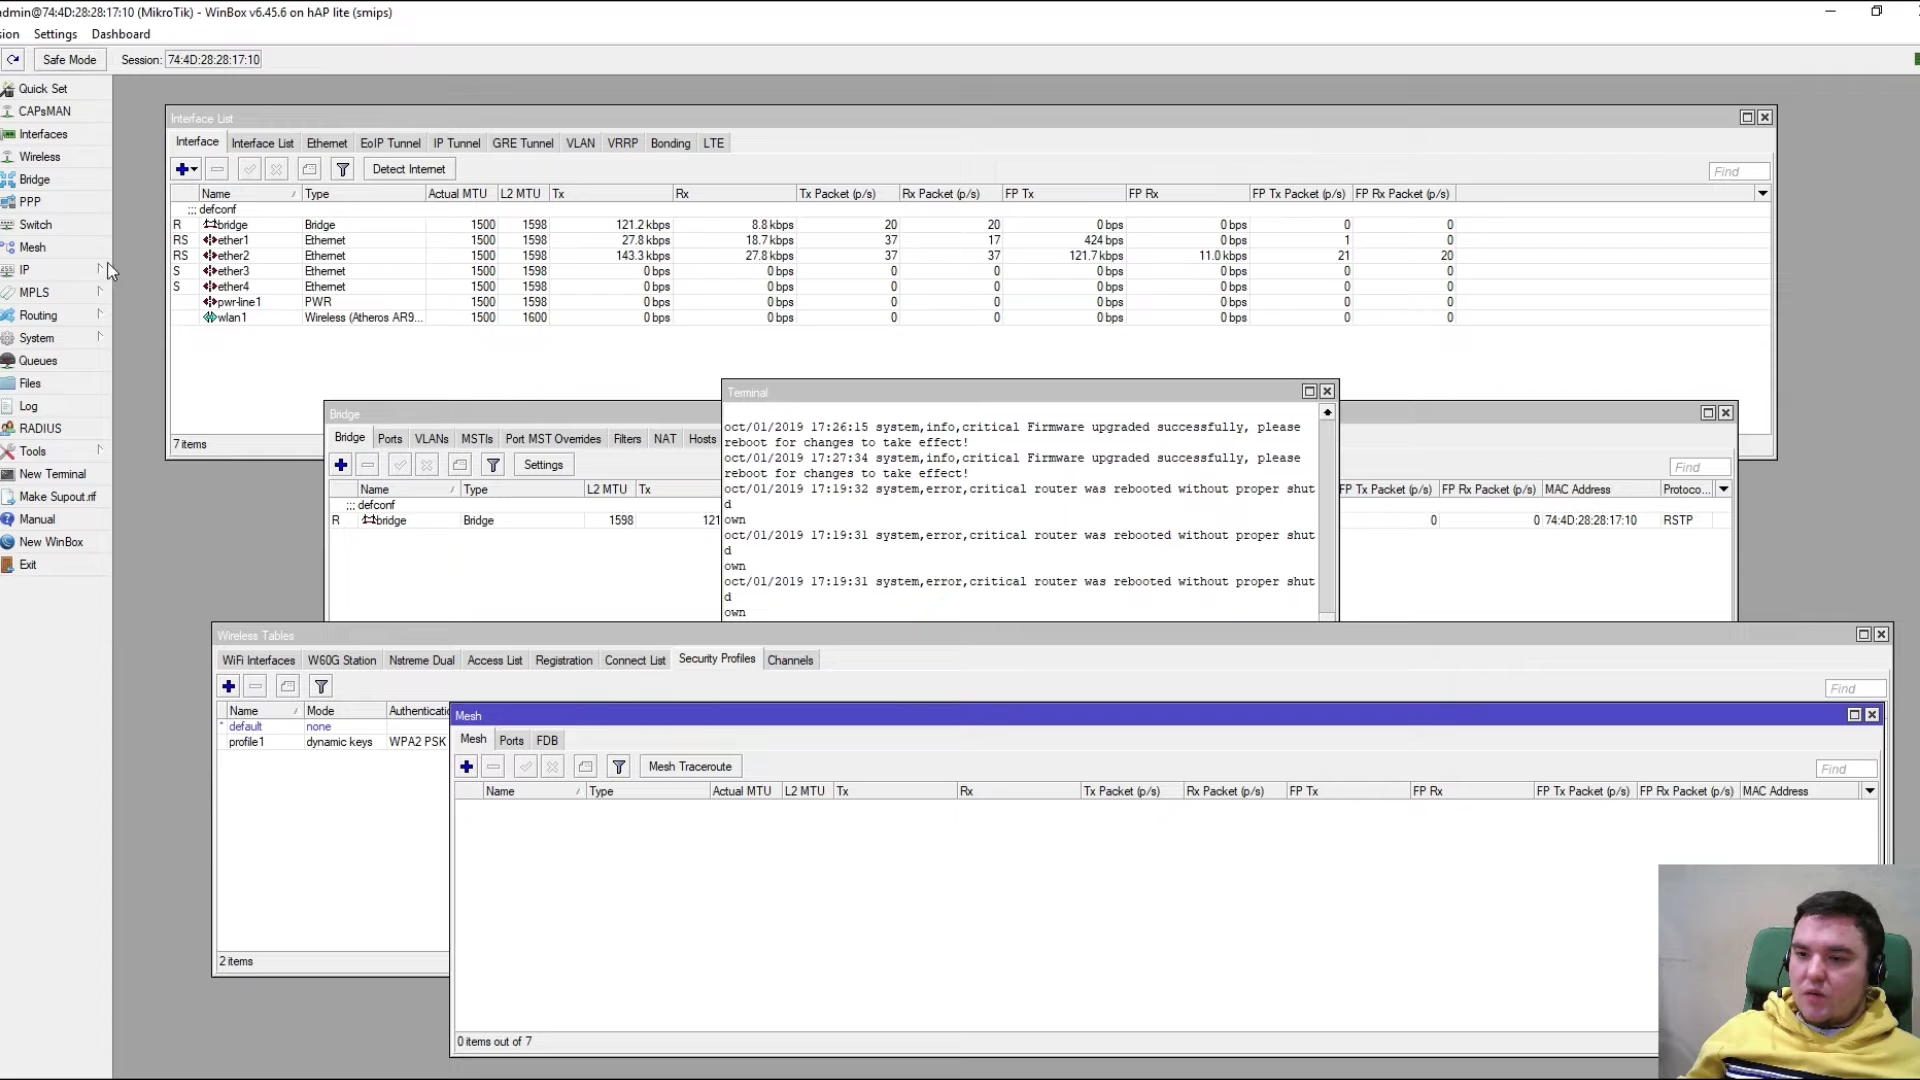 admin@74:4D:28:28:17:10 (MikroTik) - WinBox v6.45.6 on hAP lite (smips)
sion Settings Dashboard
Safe Mode Session: 74:4D:28:28:17:10
Quick Set
CAPsMAN
Interfaces
Wireless
Bridge
PPP
Switch
Mesh
IP
MPLS
Routing
System
Queues
Files
Log
RADIUS
Tools
New Terminal
Make Supout.rif
Manual
New WinBox
Exit
Interface List
Interface Interface List Ethernet EoIP Tunnel IP Tunnel GRE Tunnel VLAN VRRP Bonding LTE
Detect Internet Find
Name / Type Actual MTU L2 MTU Tx Rx Tx Packet (p/s) Rx Packet (p/s) FP Tx FP Rx FP Tx Packet (p/s) FP Rx Packet (p/s)
::: defconf
R bridge Bridge 1500 1598 121.2 kbps 8.8 kbps 20 20 0 bps 0 bps 0 0
RS ether1 Ethernet 1500 1598 27.8 kbps 18.7 kbps 37 17 424 bps 0 bps 1 0
RS ether2 Ethernet 1500 1598 143.3 kbps 27.8 kbps 37 37 121.7 kbps 11.0 kbps 21 20
S ether3 Ethernet 1500 1598 0 bps 0 bps 0 0 0 bps 0 bps 0 0
S ether4 Ethernet 1500 1598 0 bps 0 bps 0 0 0 bps 0 bps 0 0
pwr-line1 PWR 1500 1598 0 bps 0 bps 0 0 0 bps 0 bps 0 0
wlan1 Wireless (Atheros AR9... 1500 1600 0 bps 0 bps 0 0 0 bps 0 bps 0 0
7 items
Bridge
Bridge Ports VLANs MSTIs Port MST Overrides Filters NAT Hosts
Settings Find
Name / Type L2 MTU Tx FP Tx Packet (p/s) FP Rx Packet (p/s) MAC Address Protoco...
::: defconf
R bridge Bridge 1598 121 0 0 74:4D:28:28:17:10 RSTP
Terminal
oct/01/2019 17:26:15 system,info,critical Firmware upgraded successfully, please
reboot for changes to take effect!
oct/01/2019 17:27:34 system,info,critical Firmware upgraded successfully, please
reboot for changes to take effect!
oct/01/2019 17:19:32 system,error,critical router was rebooted without proper shut
d
own
oct/01/2019 17:19:31 system,error,critical router was rebooted without proper shut
d
own
oct/01/2019 17:19:31 system,error,critical router was rebooted without proper shut
d
own
Wireless Tables
WiFi Interfaces W60G Station Nstreme Dual Access List Registration Connect List Security Profiles Channels
Find
Name / Mode Authenticatio
* default none
profile1 dynamic keys WPA2 PSK
2 items
Mesh
Mesh Ports FDB
Mesh Traceroute Find
Name / Type Actual MTU L2 MTU Tx Rx Tx Packet (p/s) Rx Packet (p/s) FP Tx FP Rx FP Tx Packet (p/s) FP Rx Packet (p/s) MAC Address
0 items out of 7